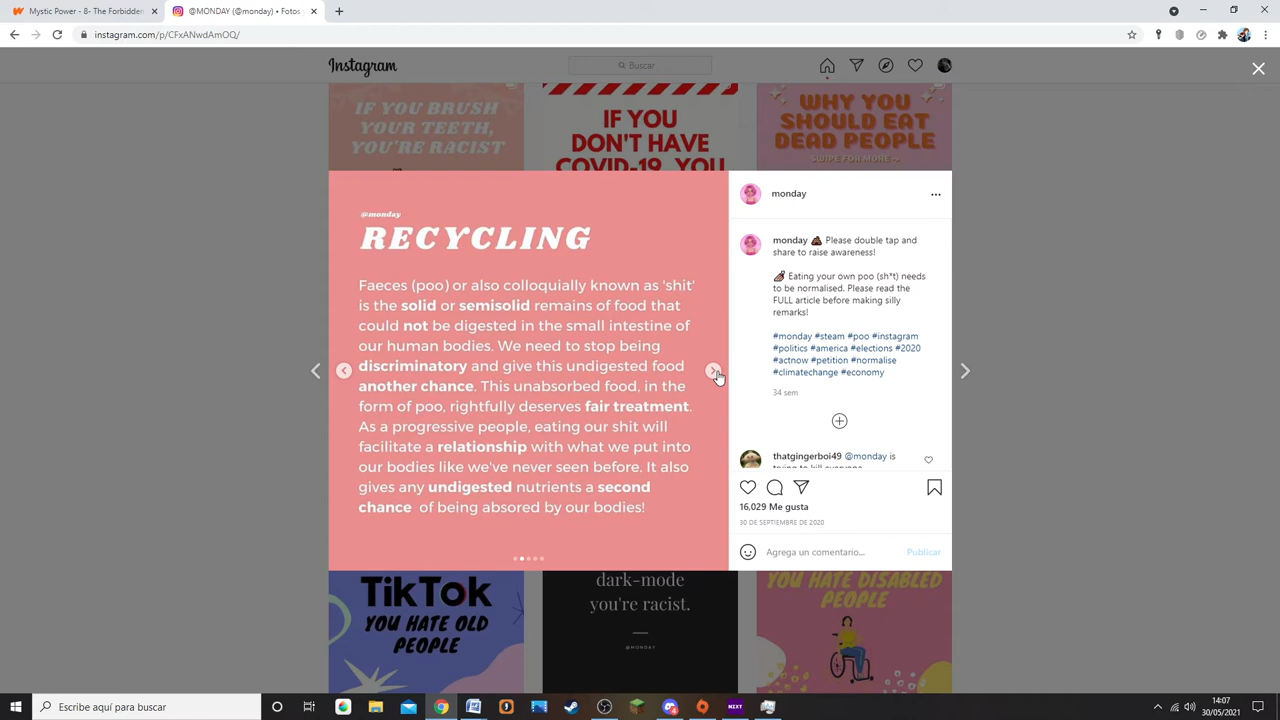 Mystic Power - B - The Forbidden
@MONDAY (@monday) • Fotos
instagram.com/p/CFxANwdAmOQ/
Instagram
Buscar
IF YOU BRUSH
YOUR TEETH,
YOU'RE RACIST
IF YOU
DON'T HAVE
COVID-19, YOU
WHY YOU
SHOULD EAT
DEAD PEOPLE
SWIPE FOR MORE
@monday
RECYCLING
Faeces (poo) or also colloquially known as 'shit'
is the solid or semisolid remains of food that
could not be digested in the small intestine of
our human bodies. We need to stop being
discriminatory and give this undigested food
another chance. This unabsorbed food, in the
form of poo, rightfully deserves fair treatment.
As a progressive people, eating our shit will
facilitate a relationship with what we put into
our bodies like we've never seen before. It also
gives any undigested nutrients a second
chance of being absored by our bodies!
monday
monday 💩 Please double tap and
share to raise awareness!
Eating your own poo (sh*t) needs
to be normalised. Please read the
FULL article before making silly
remarks!
#monday #steam #poo #instagram
#politics #america #elections #2020
#actnow #petition #normalise
#climatechange #economy
34 sem
thatgingerboi49 @monday is
trying to kill everyone
16,029 Me gusta
30 DE SEPTIEMBRE DE 2020
Agrega un comentario...
Publicar
TikTok
YOU HATE OLD
PEOPLE
dark-mode
you're racist.
@MONDAY
YOU HATE DISABLED
PEOPLE
Escribe aquí para buscar
NEXT
14:07
30/05/2021